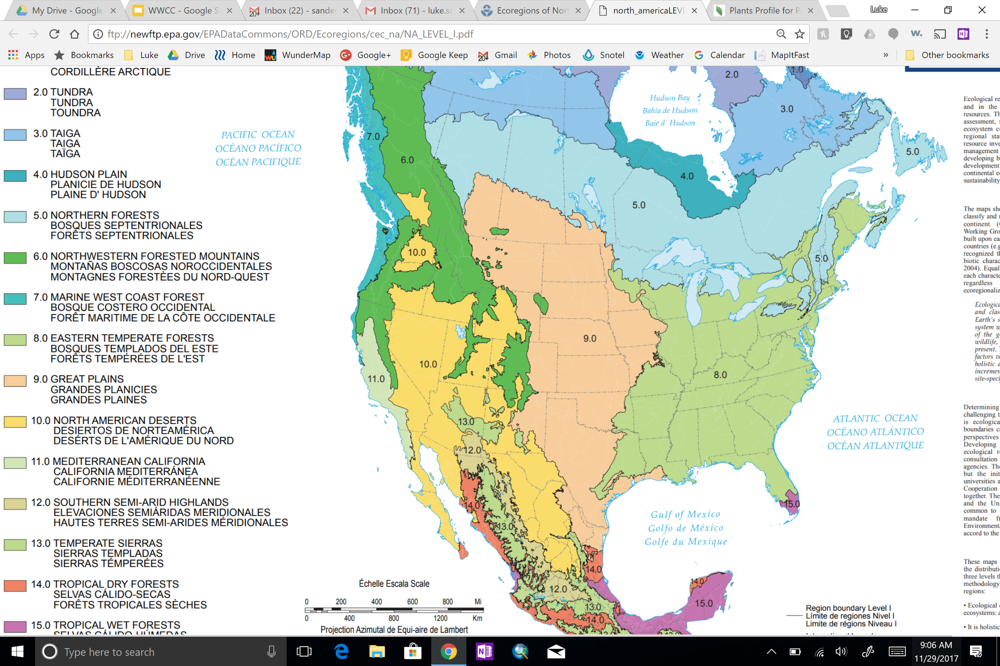 My Drive - Google
WWCC - Google S
Inbox (22) - sande
Inbox (71) - luke.s
Ecoregions of Nor
north_americaLEVE
Plants Profile for P
Luke
ftp://newftp.epa.gov/EPADataCommons/ORD/Ecoregions/cec_na/NA_LEVEL_I.pdf
Apps
Bookmarks
Luke
Drive
Home
WunderMap
Google+
Google Keep
Gmail
Photos
Snotel
Weather
Calendar
MapItFast
»
Other bookmarks
CORDILLÈRE ARCTIQUE
2.0 TUNDRA
TUNDRA
TOUNDRA
3.0 TAIGA
TAIGA
TAÏGA
4.0 HUDSON PLAIN
PLANICIE DE HUDSON
PLAINE D' HUDSON
5.0 NORTHERN FORESTS
BOSQUES SEPTENTRIONALES
FORÊTS SEPTENTRIONALES
6.0 NORTHWESTERN FORESTED MOUNTAINS
MONTAÑAS BOSCOSAS NOROCCIDENTALES
MONTAGNES FORESTÈES DU NORD-QUEST
7.0 MARINE WEST COAST FOREST
BOSQUE COSTERO OCCIDENTAL
FORÊT MARITIME DE LA CÔTE OCCIDENTALE
8.0 EASTERN TEMPERATE FORESTS
BOSQUES TEMPLADOS DEL ESTE
FORÊTS TEMPÉRÉES DE L'EST
9.0 GREAT PLAINS
GRANDES PLANICIES
GRANDES PLAINES
10.0 NORTH AMERICAN DESERTS
DESIERTOS DE NORTEAMÉRICA
DESÉRTS DE L'AMÉRIQUE DU NORD
11.0 MEDITERRANEAN CALIFORNIA
CALIFORNIA MEDITERRÁNEA
CALIFORNIE MÉDITERRANÉENNE
12.0 SOUTHERN SEMI-ARID HIGHLANDS
ELEVACIONES SEMIÁRIDAS MERIDIONALES
HAUTES TERRES SEMI-ARIDES MÉRIDIONALES
13.0 TEMPERATE SIERRAS
SIERRAS TEMPLADAS
SIERRAS TÉMPERÉES
14.0 TROPICAL DRY FORESTS
SELVAS CÁLIDO-SECAS
FORÊTS TROPICALES SÈCHES
15.0 TROPICAL WET FORESTS
SELVAS CÁLIDO-HÚMEDAS
PACIFIC OCEAN
OCÉANO PACÍFICO
OCÉAN PACIFIQUE
Hudson Bay
Bahia de Hudson
Baie d' Hudson
1.0
2.0
3.0
7.0
6.0
5.0
4.0
5.0
5.0
10.0
9.0
10.0
8.0
11.0
13.0
12.0
14.0
15.0
13.0
14.0
14.0
12.0
15.0
13.0
14.0
13.0
12.0
ATLANTIC OCEAN
OCÉANO ATLÁNTICO
OCÉAN ATLANTIQUE
Gulf of Mexico
Golfo de México
Golfe du Mexique
Échelle Escala Scale
0 200 400 600 800 Mi
0 400 800 1200 Km
Projection Azimutal de Equi-aire de Lambert
Region boundary Level I
Límite de regiones Nivel I
Limite de régions Niveau I
Ecological re
and in the
resources. Th
assessment,
ecosystem c
regional sta
resource inve
management
developing b
development
continental e
sustainability
The maps sh
classify and
continent (
Working Gro
built upon ea
countries (e.g
recognized th
biotic charac
2004). Equal
each characte
regardless
ecoregionaliz
Ecologica
and clas
Earth's s
system w
of the g
wildlife,
present.
factors v
holistic a
incremen
site-speci
Determining
challenging t
is ecologica
boundaries c
perspectives
Developing
ecological r
consultation
agencies. The
but the init
universities a
Cooperation
together. The
and the Uni
common to
mandate f
Environment
accord to the
These maps
the distributi
three levels t
methodology
regions:
• Ecological
ecosystems: a
• It is holistic
Type here to search
9:06 AM
11/29/2017